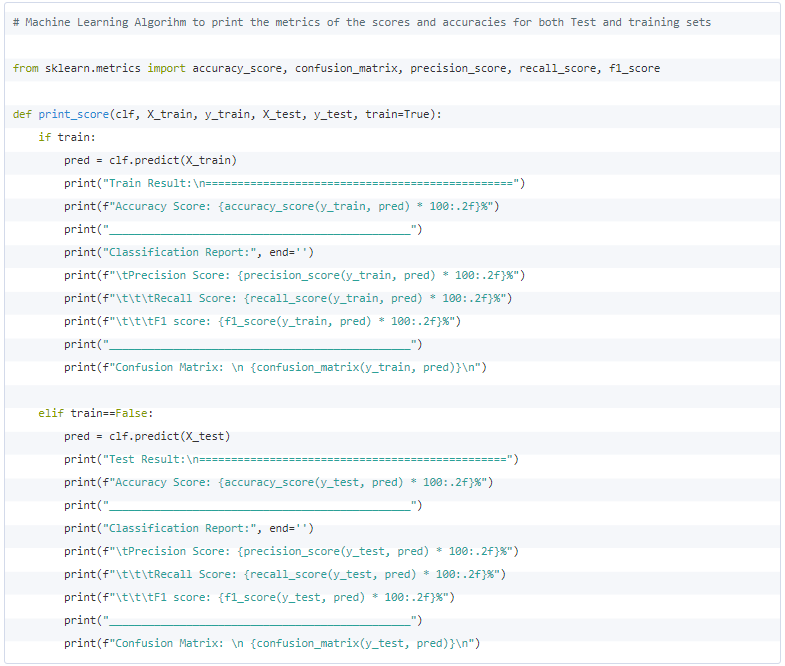 # Machine Learning Algorihm to print the metrics of the scores and accuracies for both Test and training sets
from sklearn.metrics import accuracy_score, confusion_matrix, precision_score, recall_score, f1_score
def print_score(clf, X_train, y_train, X_test, y_test, train=True):
    if train:
        pred = clf.predict(X_train)
        print("Train Result:\n================================================")
        print(f"Accuracy Score: {accuracy_score(y_train, pred) * 100:.2f}%")
        print("_______________________________________________")
        print("Classification Report:", end='')
        print(f"\tPrecision Score: {precision_score(y_train, pred) * 100:.2f}%")
        print(f"\t\t\tRecall Score: {recall_score(y_train, pred) * 100:.2f}%")
        print(f"\t\t\tF1 score: {f1_score(y_train, pred) * 100:.2f}%")
        print("_______________________________________________")
        print(f"Confusion Matrix: \n {confusion_matrix(y_train, pred)}\n")
    elif train==False:
        pred = clf.predict(X_test)
        print("Test Result:\n================================================")
        print(f"Accuracy Score: {accuracy_score(y_test, pred) * 100:.2f}%")
        print("_______________________________________________")
        print("Classification Report:", end='')
        print(f"\tPrecision Score: {precision_score(y_test, pred) * 100:.2f}%")
        print(f"\t\t\tRecall Score: {recall_score(y_test, pred) * 100:.2f}%")
        print(f"\t\t\tF1 score: {f1_score(y_test, pred) * 100:.2f}%")
        print("_______________________________________________")
        print(f"Confusion Matrix: \n {confusion_matrix(y_test, pred)}\n")